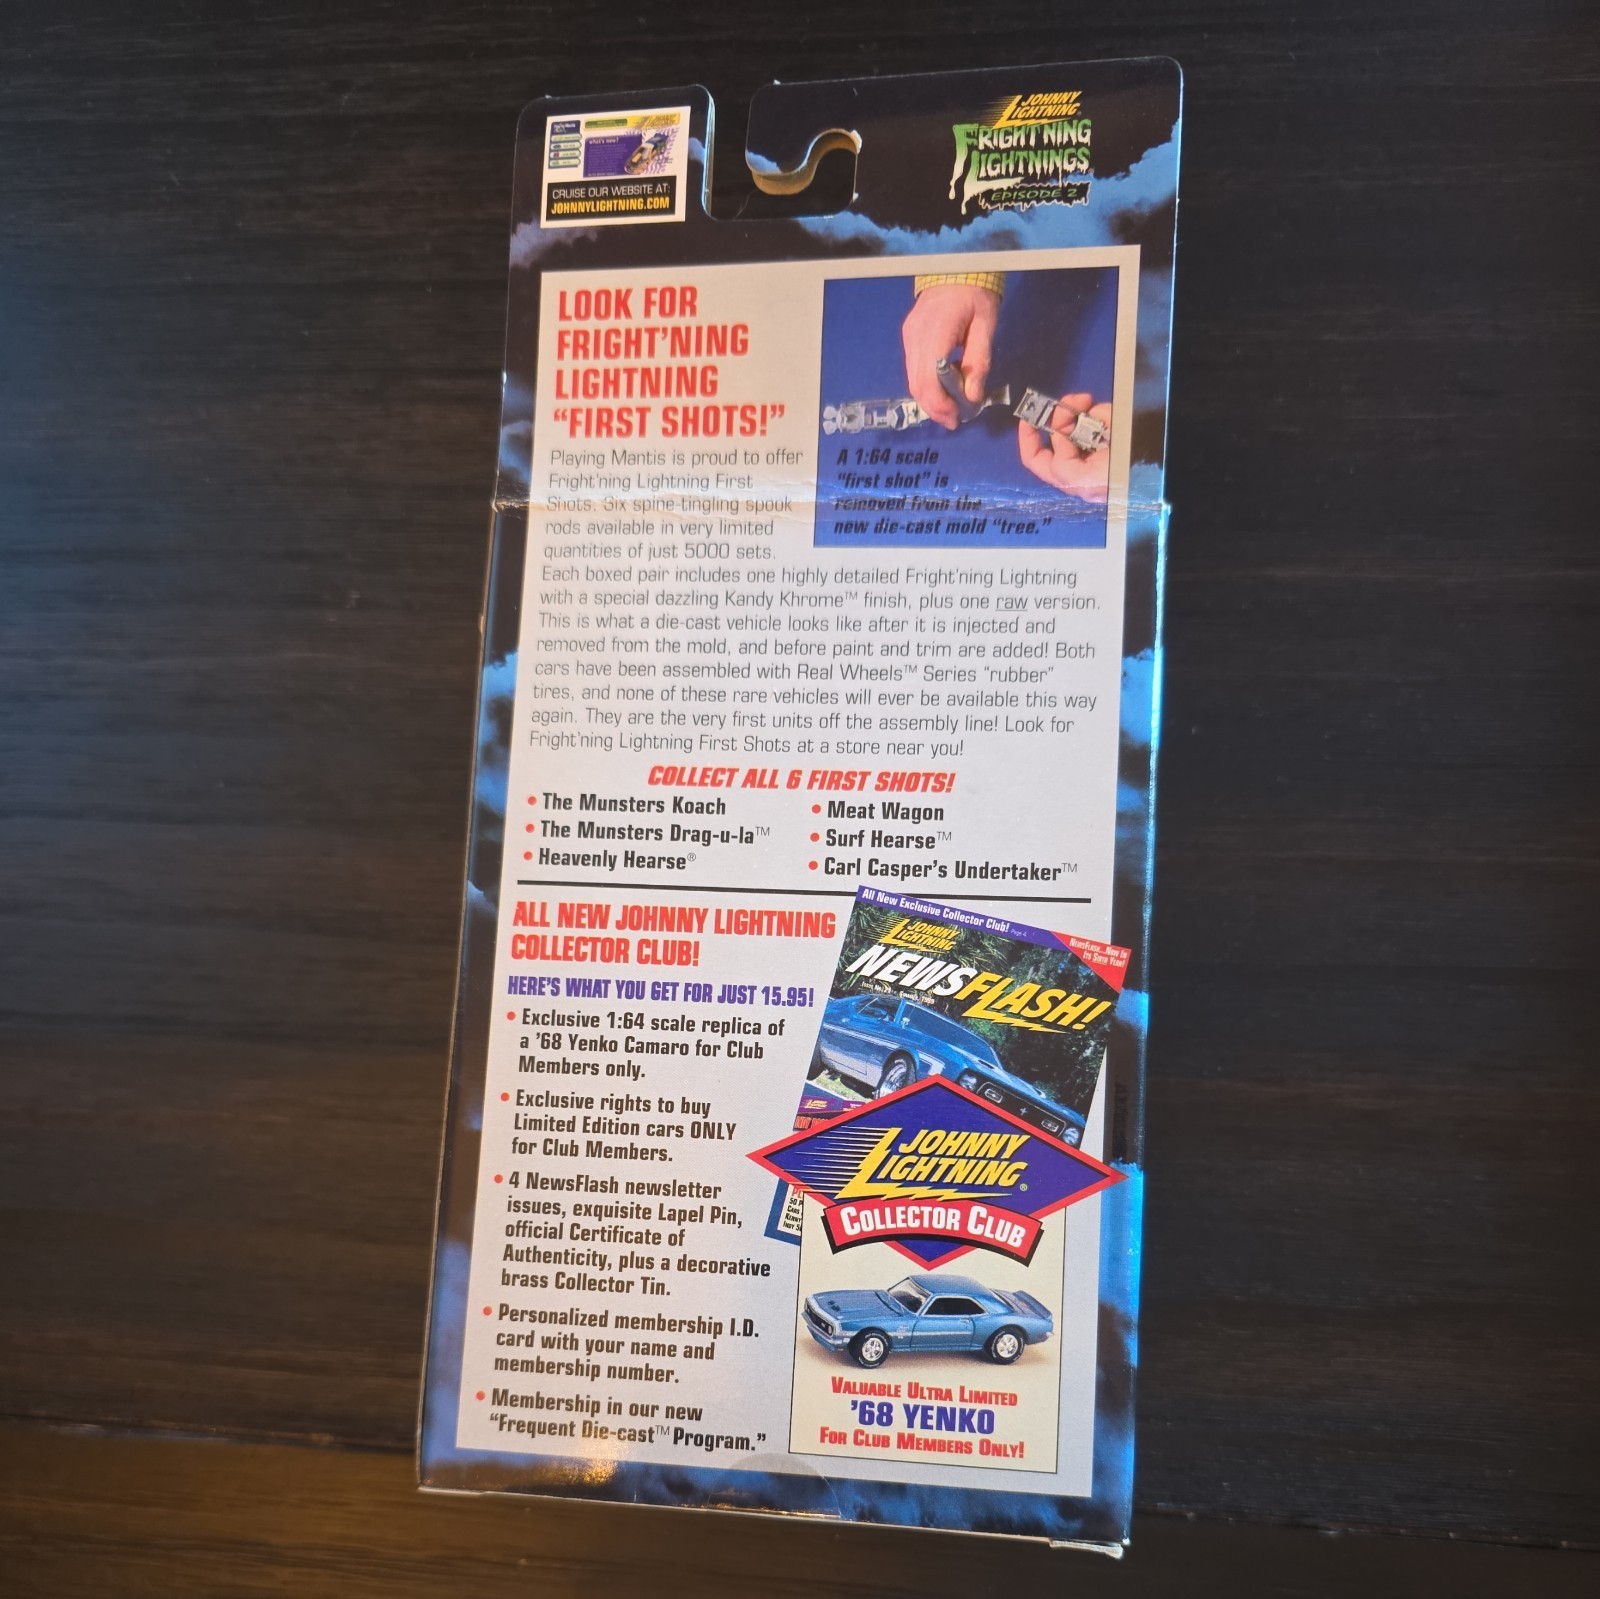 what's new?
CRUISE OUR WEBSITE AT:
JOHNNYLIGHTNING.COM
JOHNNY
LIGHTNING
FRIGHT'NING
LIGHTNINGS
EPISODE 2
LOOK FOR
FRIGHT'NING
LIGHTNING
“FIRST SHOTS!”
Playing Mantis is proud to offer
Fright'ning Lightning First
Shots. Six spine-tingling spook
rods available in very limited
quantities of just 5000 sets.
Each boxed pair includes one highly detailed Fright'ning Lightning
with a special dazzling Kandy Khrome™ finish, plus one raw version.
This is what a die-cast vehicle looks like after it is injected and
removed from the mold, and before paint and trim are added! Both
cars have been assembled with Real Wheels™ Series “rubber”
tires, and none of these rare vehicles will ever be available this way
again. They are the very first units off the assembly line! Look for
Fright'ning Lightning First Shots at a store near you!
A 1:64 scale
“first shot” is
removed from the
new die-cast mold “tree.”
COLLECT ALL 6 FIRST SHOTS!
• The Munsters Koach
• The Munsters Drag-u-la™
• Heavenly Hearse®
• Meat Wagon
• Surf Hearse™
• Carl Casper's Undertaker™
ALL NEW JOHNNY LIGHTNING
COLLECTOR CLUB!
HERE'S WHAT YOU GET FOR JUST 15.95!
• Exclusive 1:64 scale replica of
a '68 Yenko Camaro for Club
Members only.
• Exclusive rights to buy
Limited Edition cars ONLY
for Club Members.
• 4 NewsFlash newsletter
issues, exquisite Lapel Pin,
official Certificate of
Authenticity, plus a decorative
brass Collector Tin.
• Personalized membership I.D.
card with your name and
membership number.
• Membership in our new
“Frequent Die-cast™ Program.”
All New Exclusive Collector Club! Page 4
NewsFlash...Now In
Its Sixth Year!
JOHNNY
LIGHTNING
NEWSFLASH!
JOHNNY
LIGHTNING®
COLLECTOR CLUB
VALUABLE ULTRA LIMITED
'68 YENKO
FOR CLUB MEMBERS ONLY!